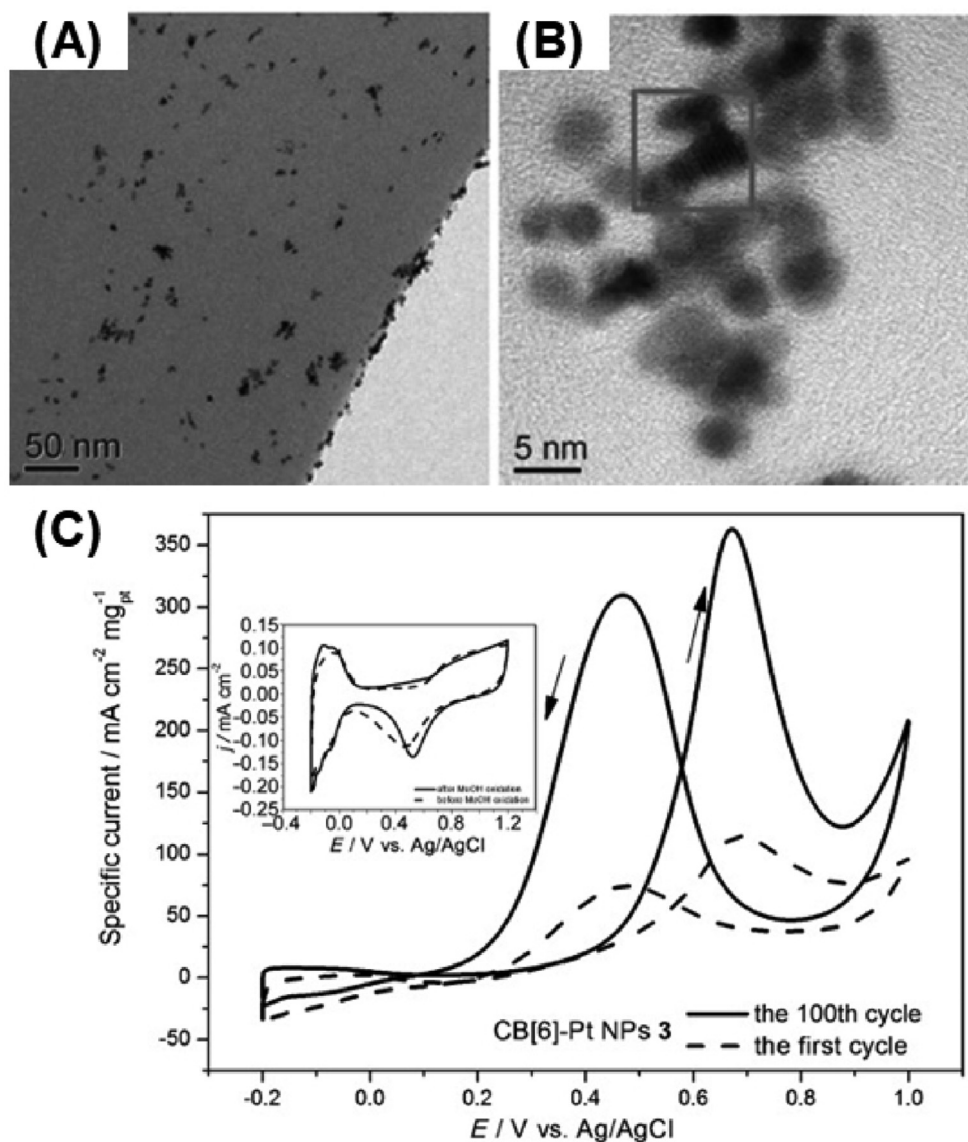 (A)
50 nm
(B)
5 nm
(C)
Specific current / mA cm⁻² mg⁻¹pt
350
300
250
200
150
100
50
0
-50
-0.2
0.0
0.2
0.4
0.6
0.8
1.0
E / V vs. Ag/AgCl
j / mA cm⁻²
0.15
0.10
0.05
0.00
-0.05
-0.10
-0.15
-0.20
-0.25
-0.4
0.0
0.4
0.8
1.2
E / V vs. Ag/AgCl
after MeOH oxidation
before MeOH oxidation
CB[6]-Pt NPs 3
the 100th cycle
the first cycle